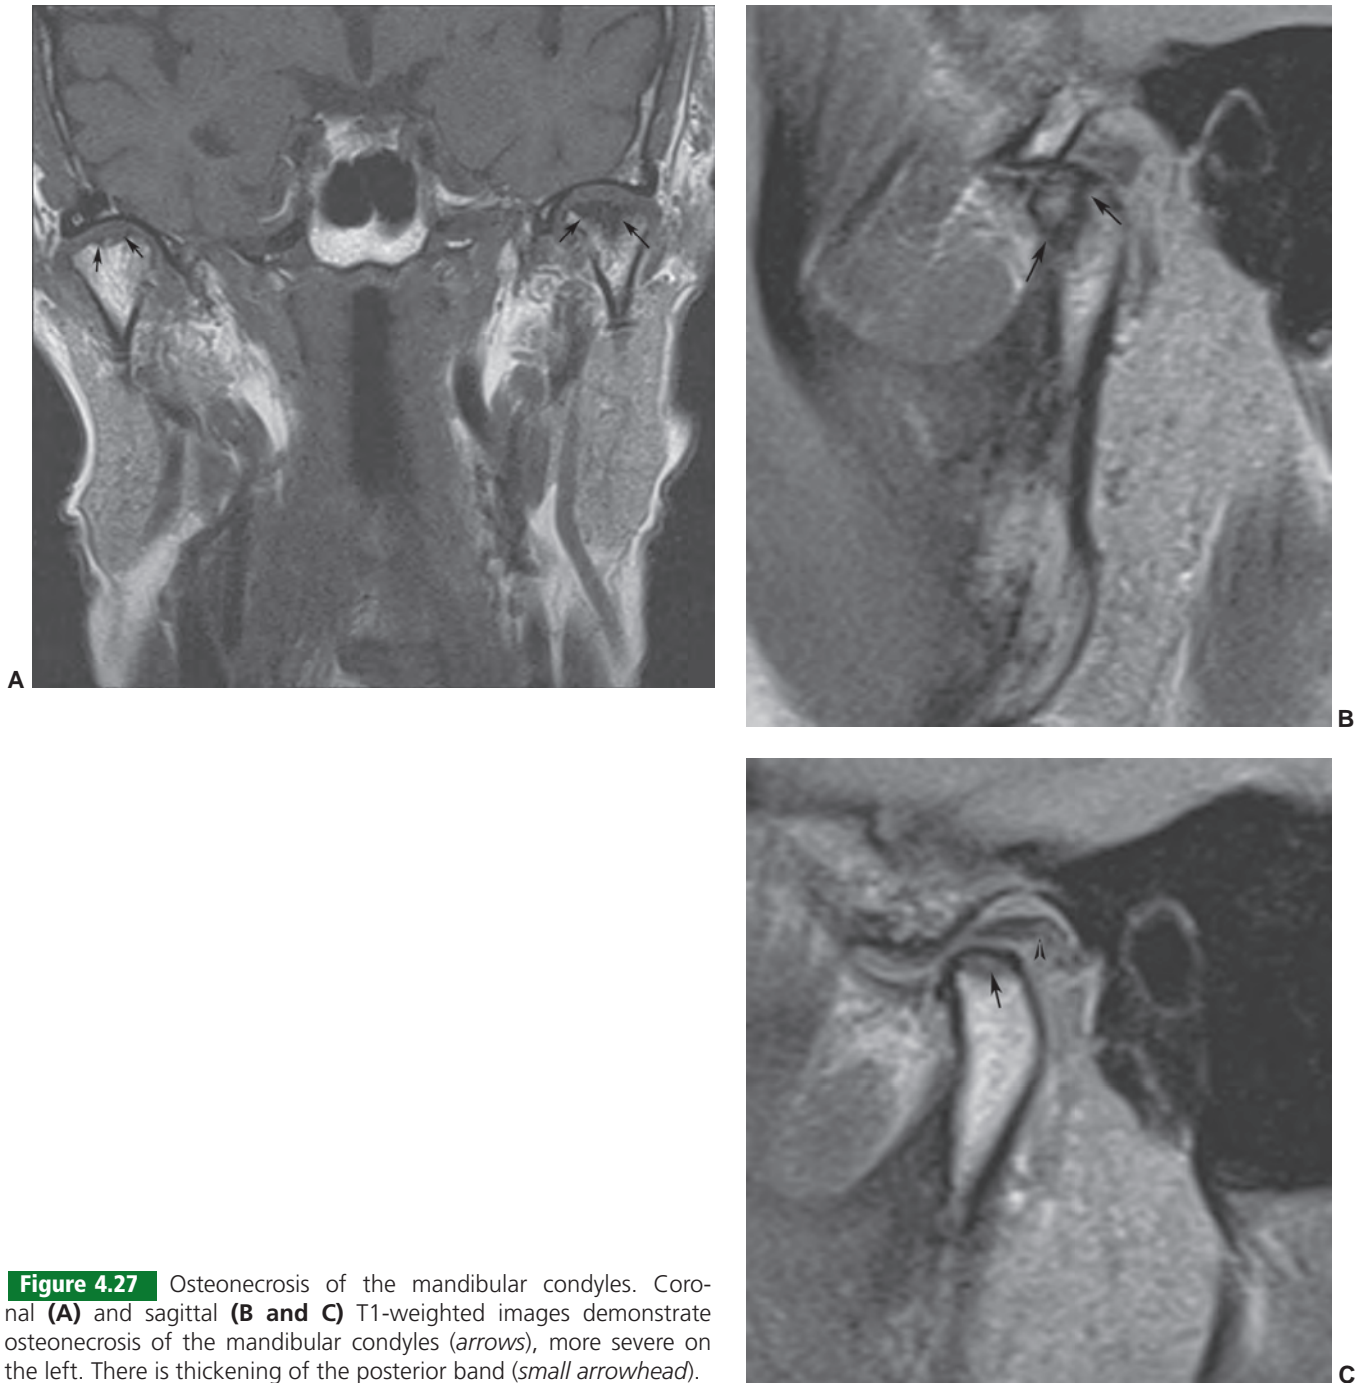 A
B
C
Figure 4.27 Osteonecrosis of the mandibular condyles. Coro-
nal (A) and sagittal (B and C) T1-weighted images demonstrate
osteonecrosis of the mandibular condyles (arrows), more severe on
the left. There is thickening of the posterior band (small arrowhead).